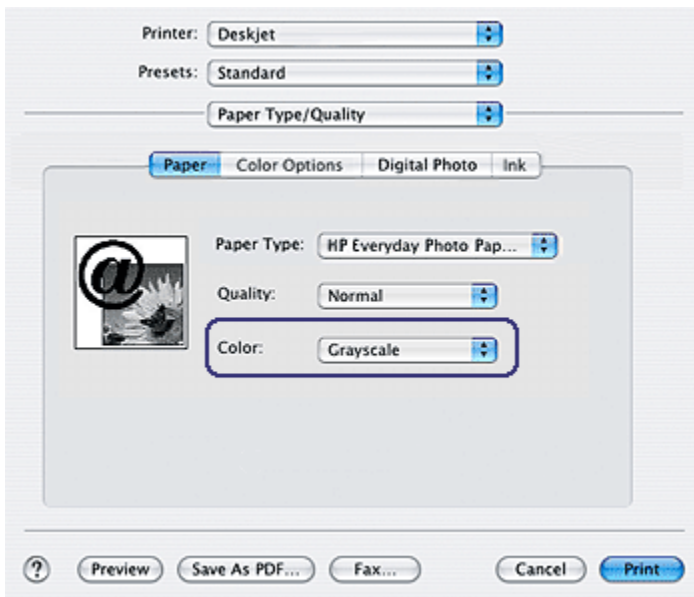 Printer: Deskjet
Presets: Standard
Paper Type/Quality
Paper Color Options Digital Photo Ink
@
Paper Type: HP Everyday Photo Pap...
Quality: Normal
Color: Grayscale
? Preview Save As PDF... Fax... Cancel Print